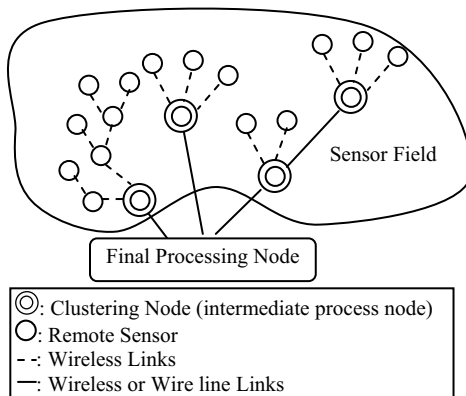 Sensor Field
Final Processing Node
: Clustering Node (intermediate process node)
: Remote Sensor
: Wireless Links
: Wireless or Wire line Links